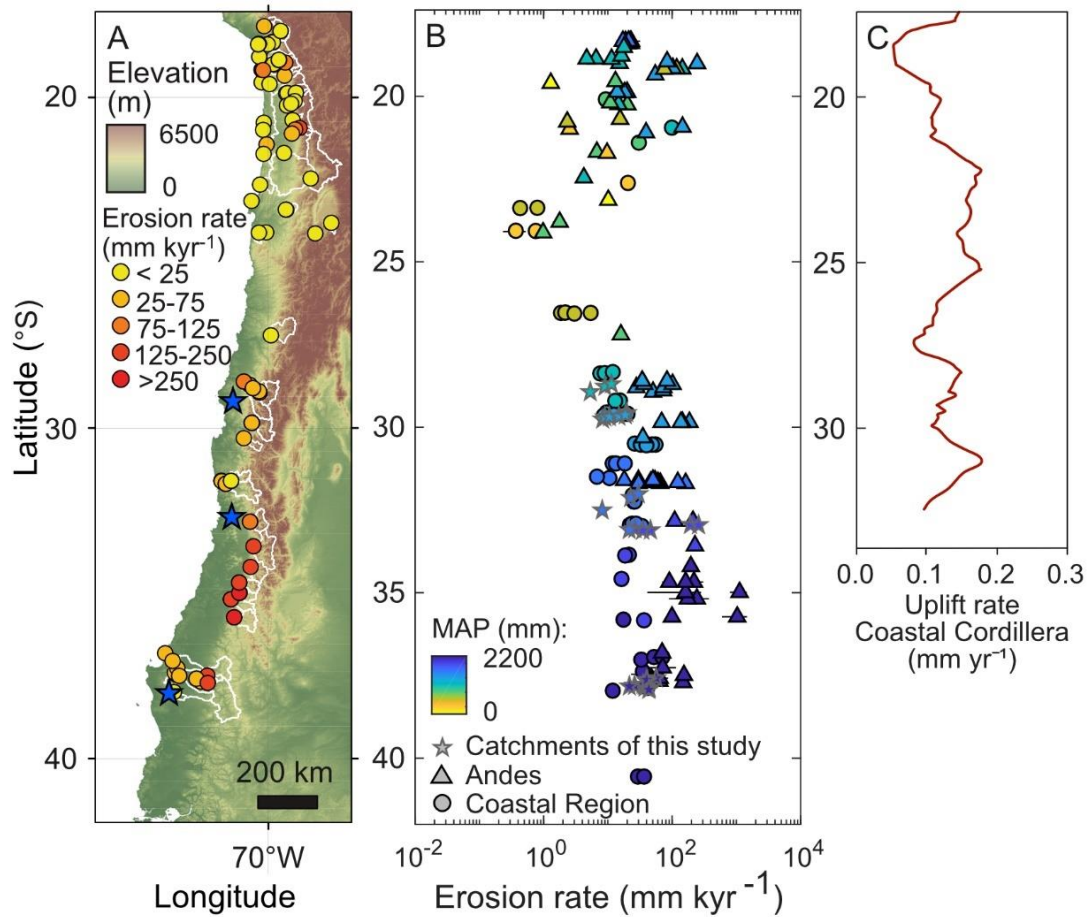 A
Elevation
(m)
6500
0
Erosion rate
(mm kyr⁻¹)
< 25
25-75
75-125
125-250
>250
200 km
20
30
40
Latitude (°S)
70°W
Longitude
B
20
25
30
35
40
MAP (mm):
2200
0
Catchments of this study
Andes
Coastal Region
10⁻² 10⁰ 10² 10⁴
Erosion rate (mm kyr ⁻¹)
C
20
25
30
0.0 0.1 0.2 0.3
Uplift rate
Coastal Cordillera
(mm yr⁻¹)